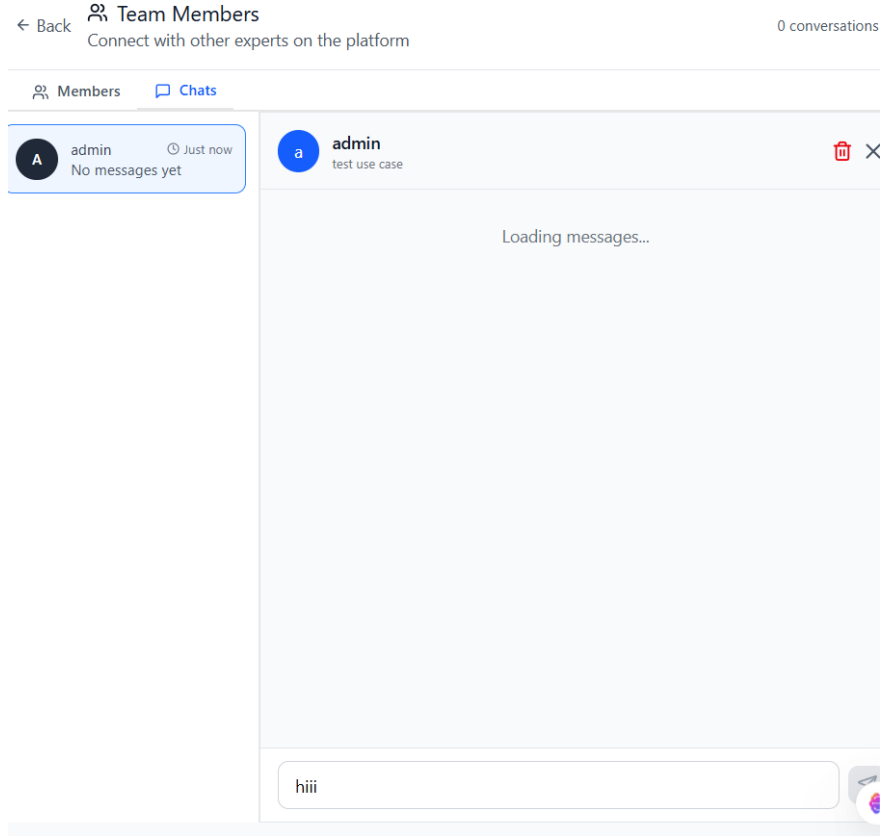 Back
Team Members
Connect with other experts on the platform
0 conversations
Members
Chats
A
admin
Just now
No messages yet
a
admin
test use case
Loading messages...
hiii